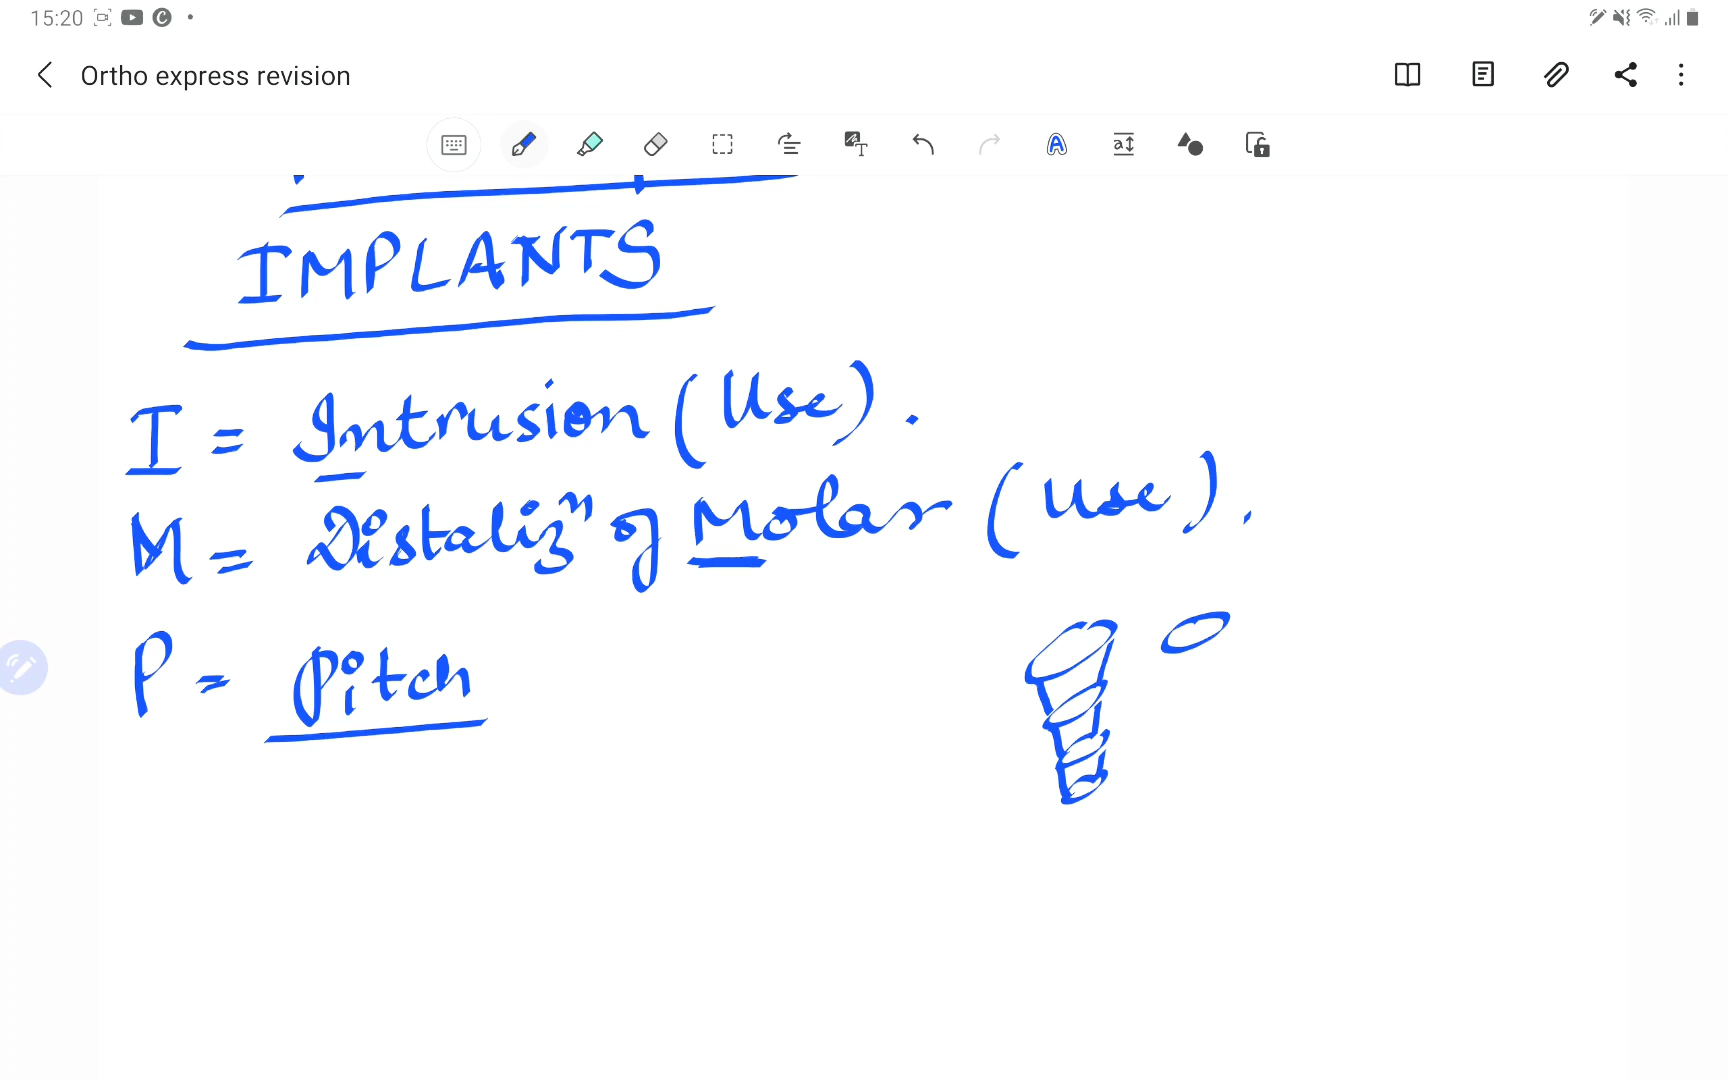 15:20
Ortho express revision
IMPLANTS
I = Intrusion (Use).
M = Distalizⁿ of Molar (Use).
P = Pitch